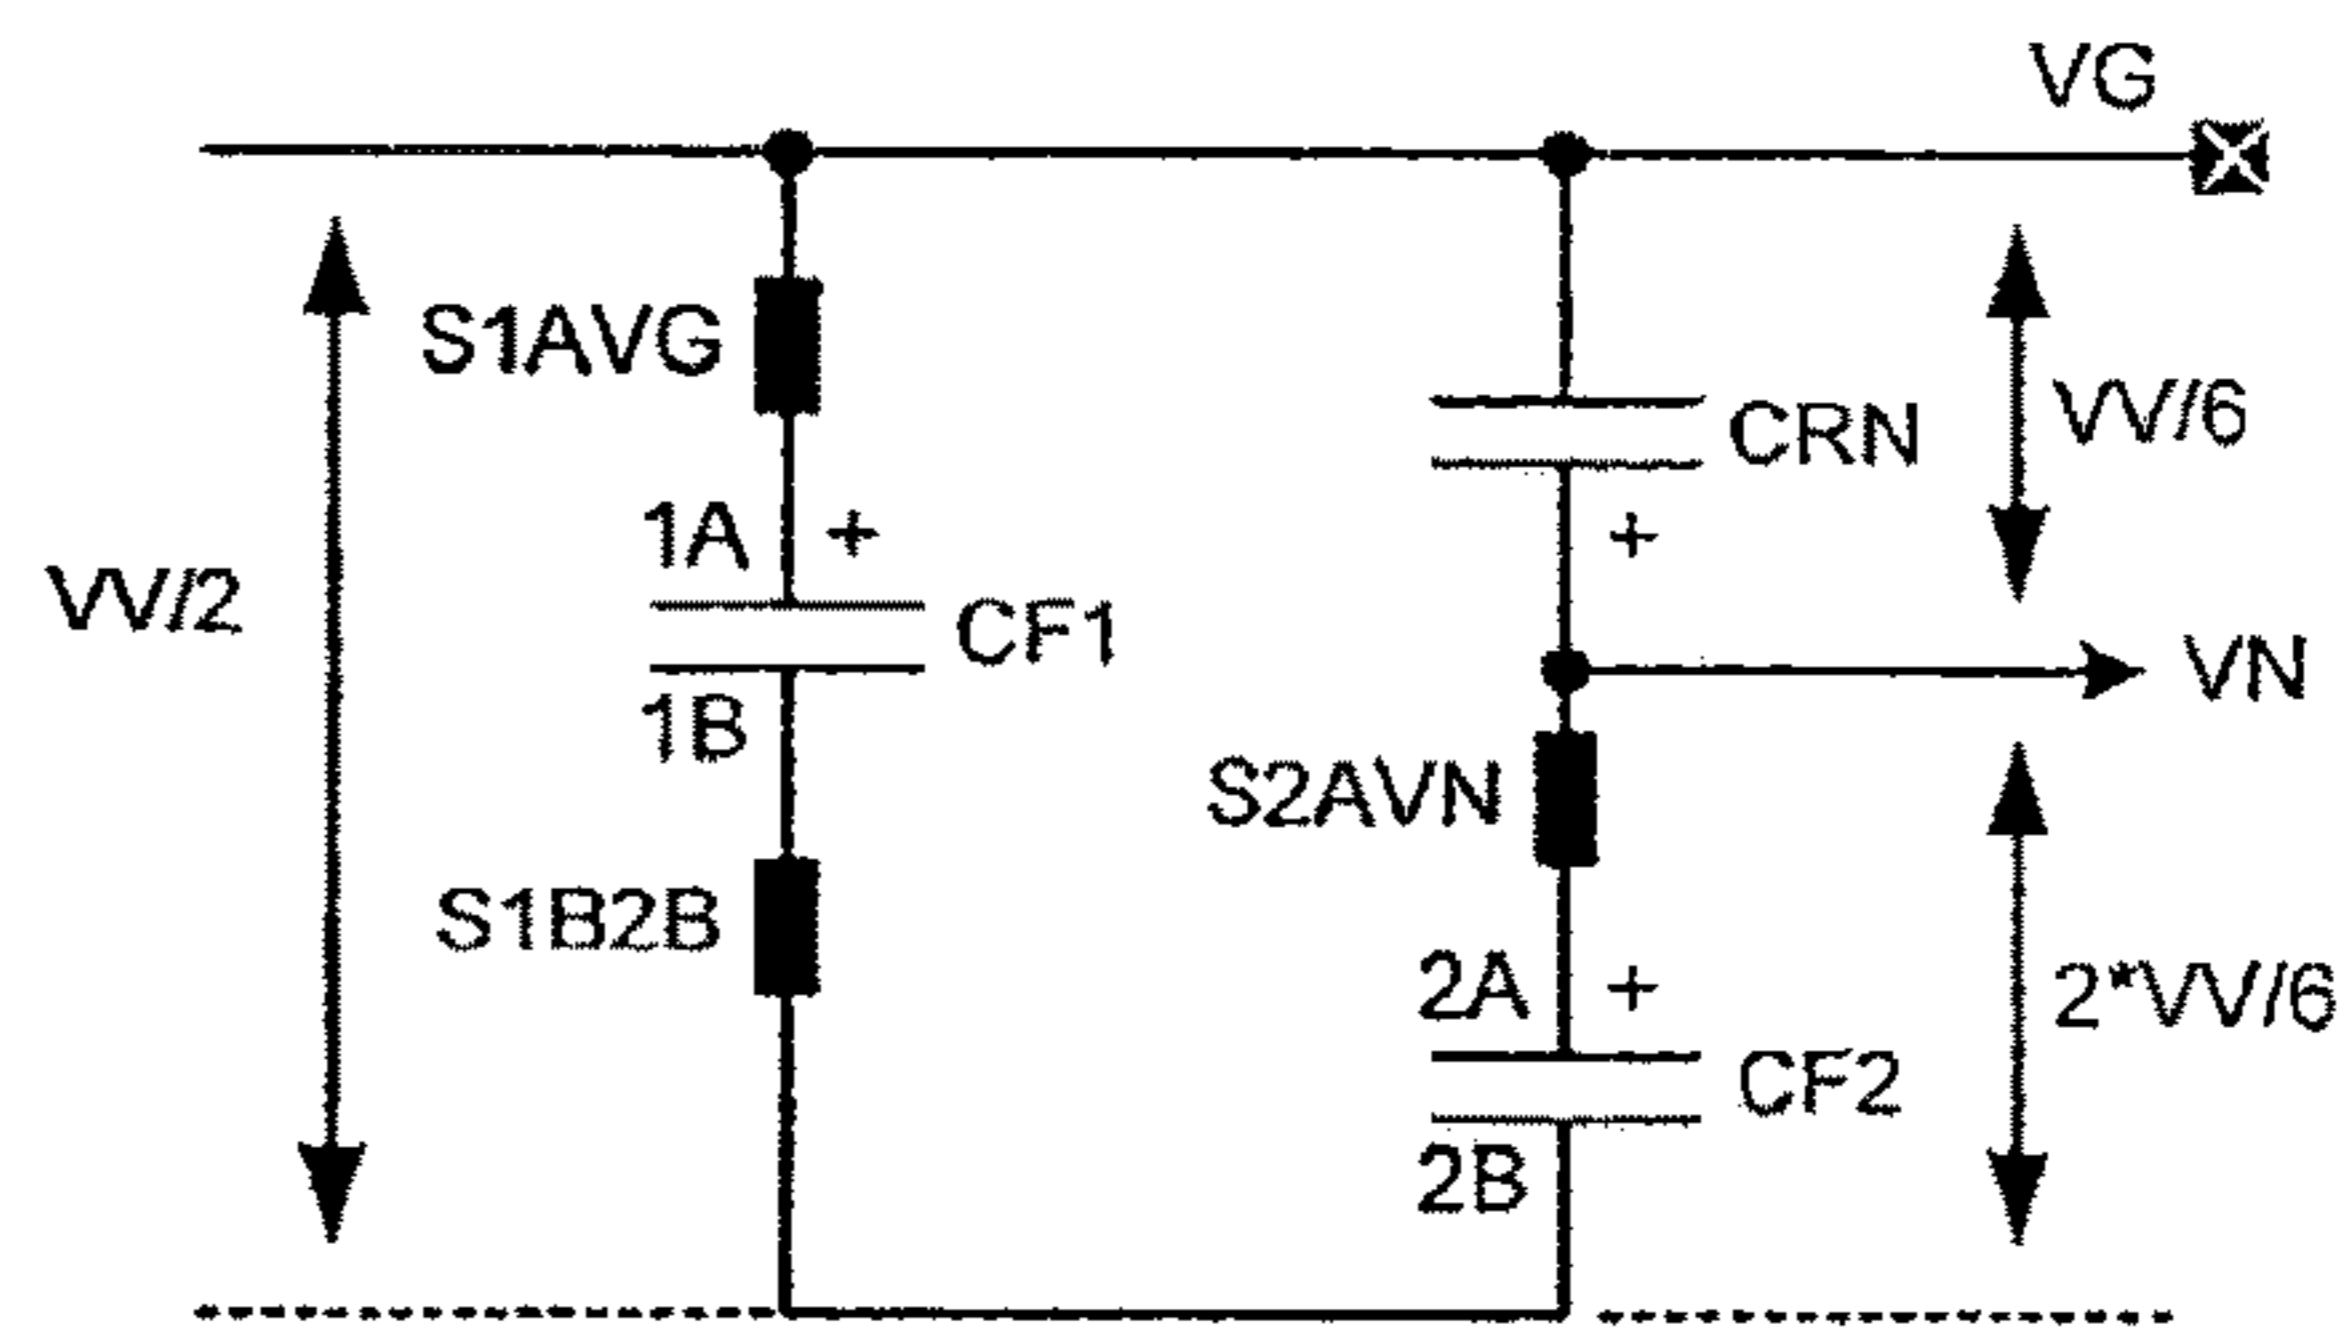 VG
S1AVG
CRN
VV/6
1A +
+
VV/2
CF1
VN
1B
S2AVN
S1B2B
2A +
2*VV/6
CF2
2B